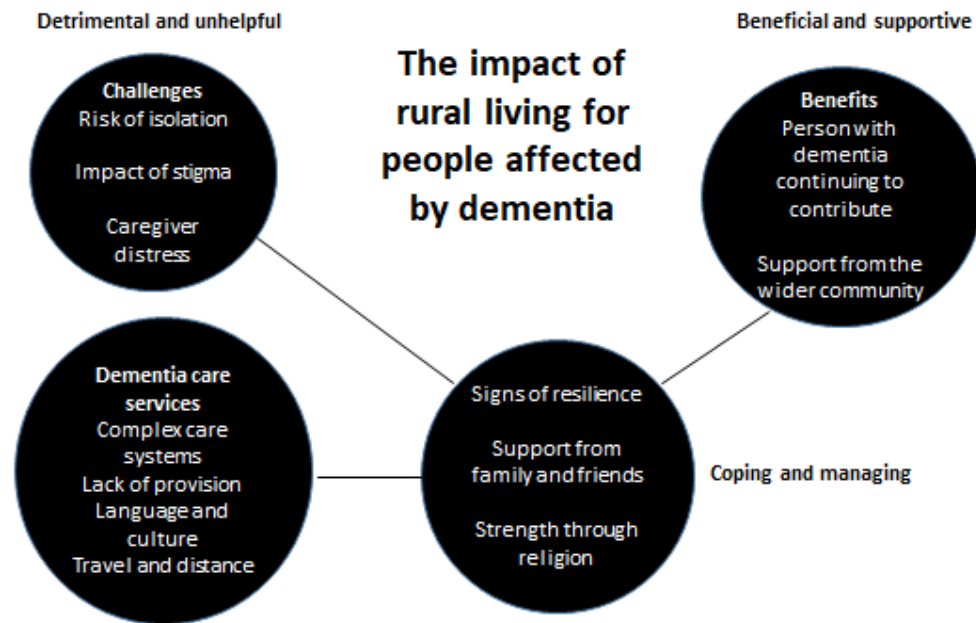 Detrimental and unhelpful
Beneficial and supportive
The impact of
rural living for
people affected
by dementia
Challenges
Risk of isolation
Impact of stigma
Caregiver
distress
Benefits
Person with
dementia
continuing to
contribute
Support from the
wider community
Dementia care
services
Complex care
systems
Lack of provision
Language and
culture
Travel and distance
Signs of resilience
Support from
family and friends
Strength through
religion
Coping and managing